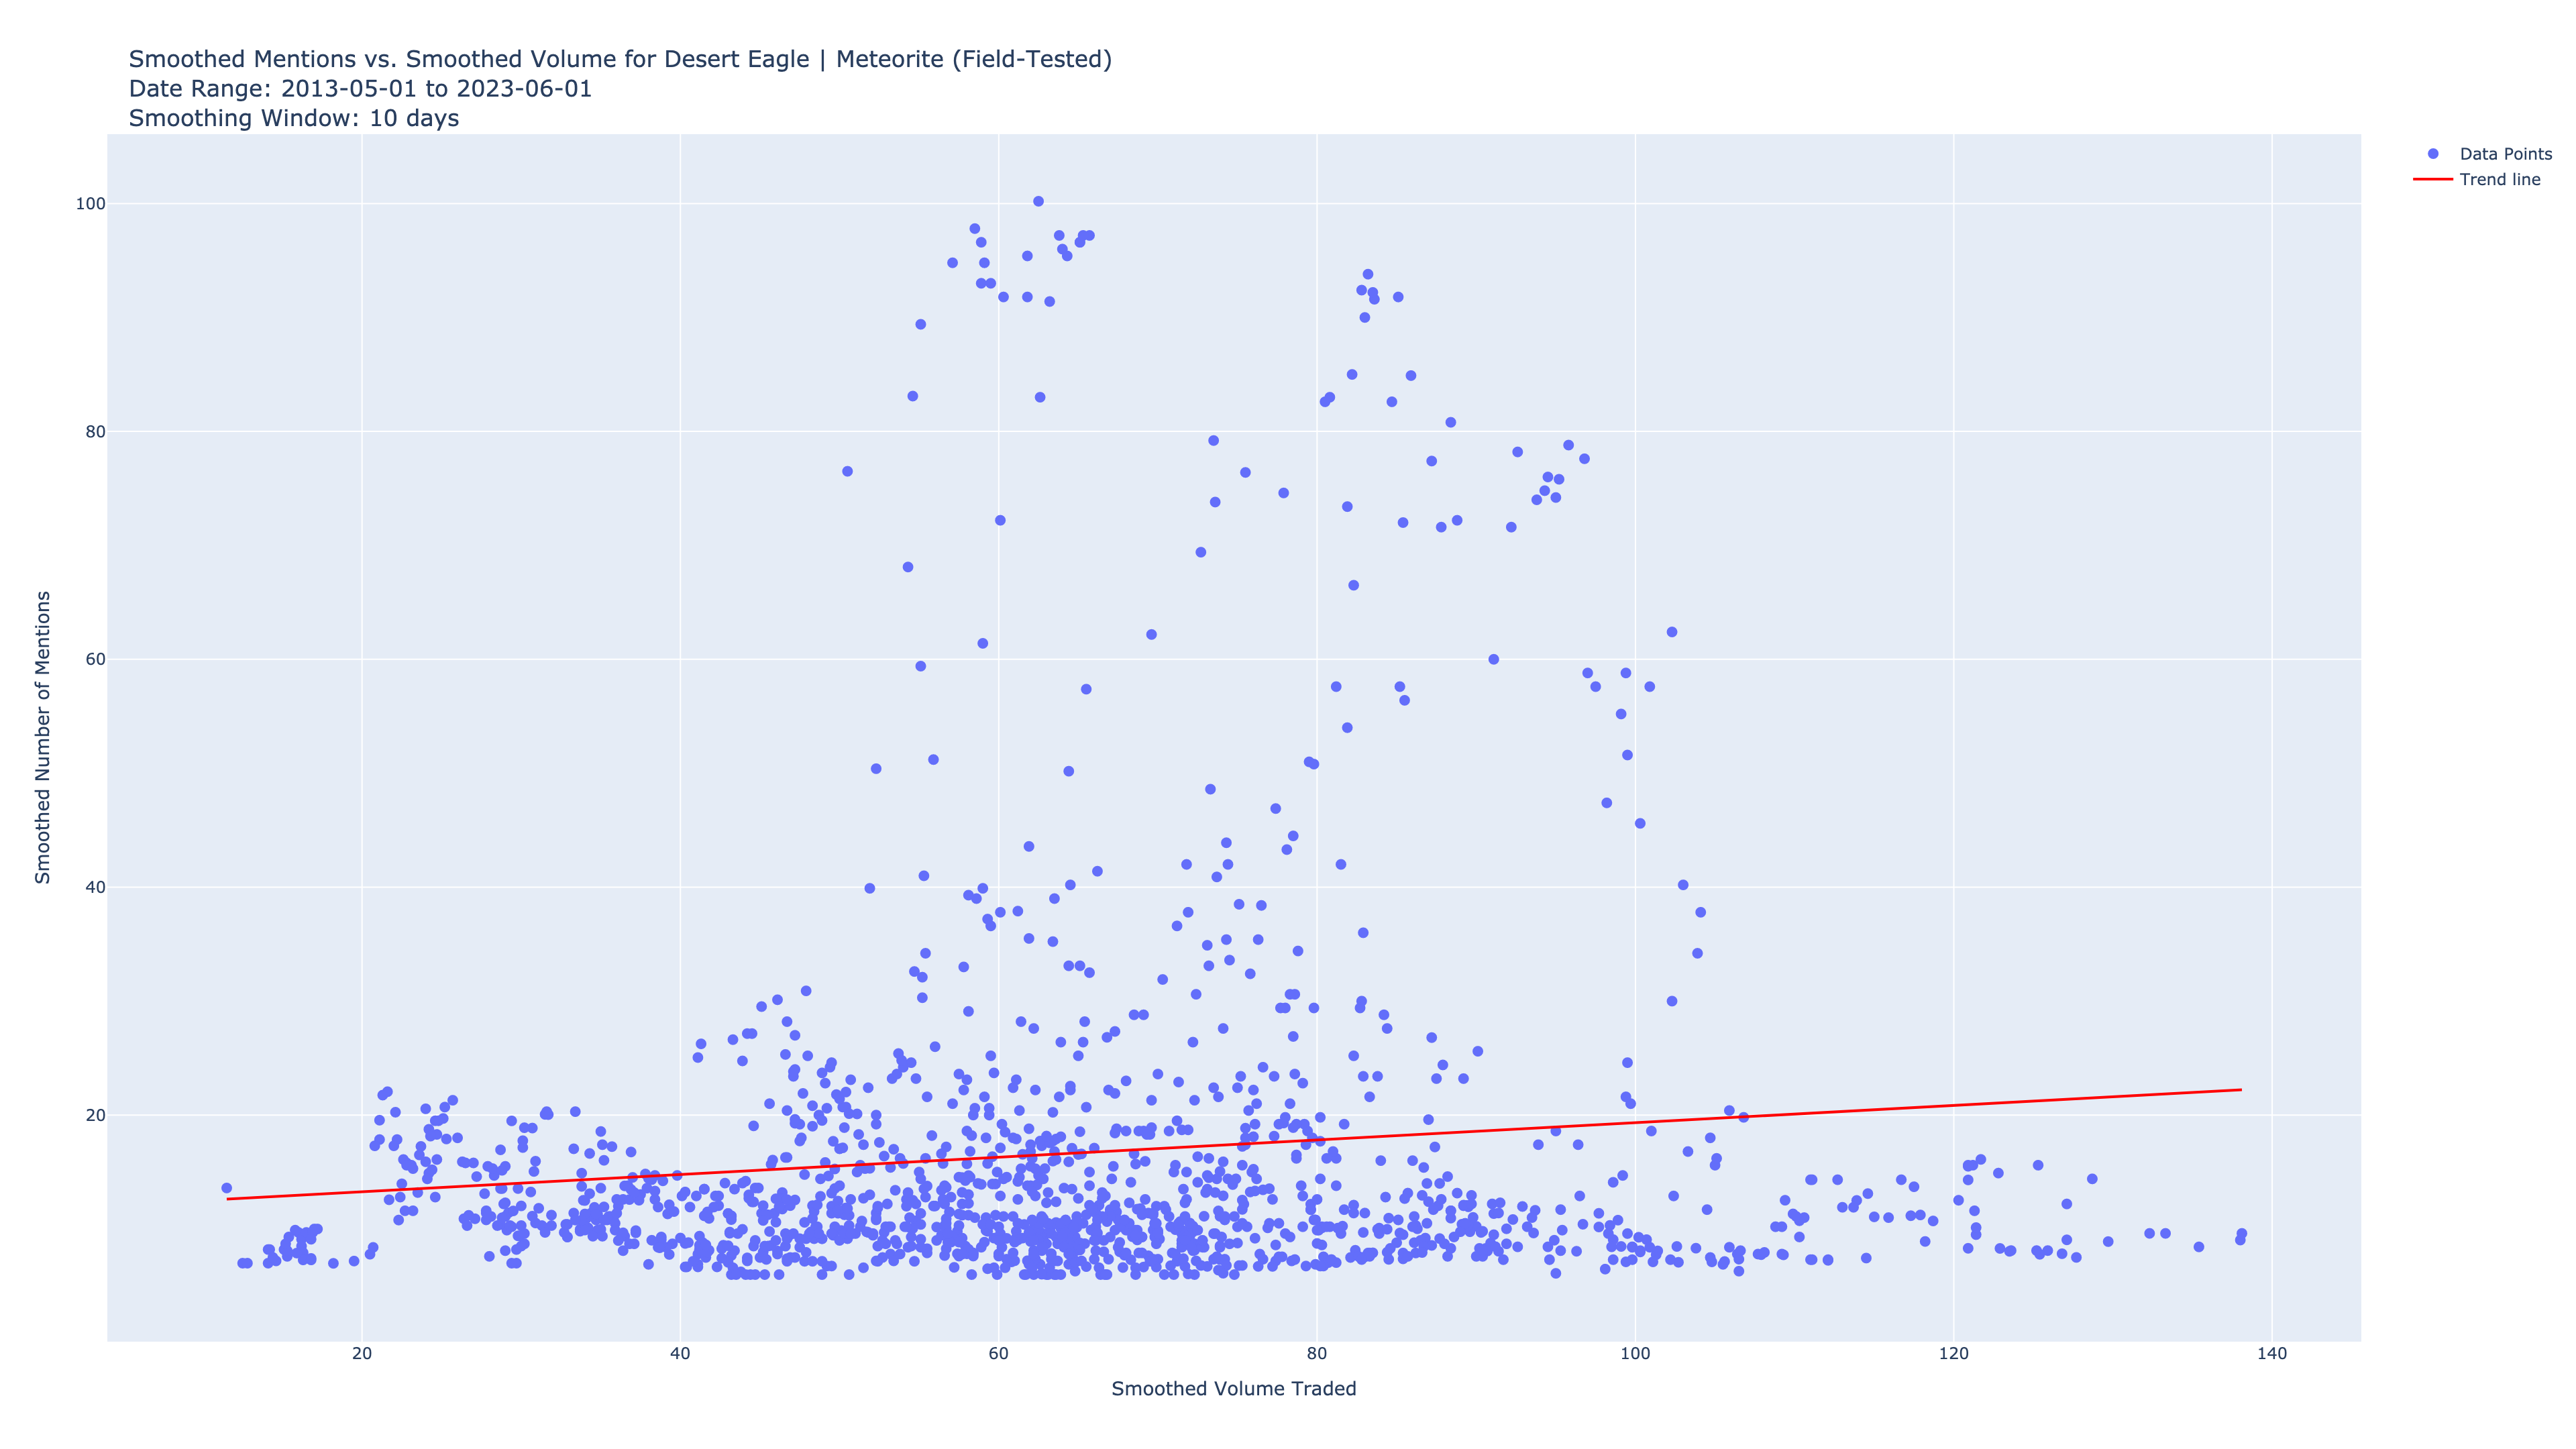 Smoothed Mentions vs. Smoothed Volume for Desert Eagle | Meteorite (Field-Tested)
Date Range: 2013-05-01 to 2023-06-01
Smoothing Window: 10 days
Data Points
Trend line
100
80
60
40
20
Smoothed Number of Mentions
20
40
60
80
100
120
140
Smoothed Volume Traded